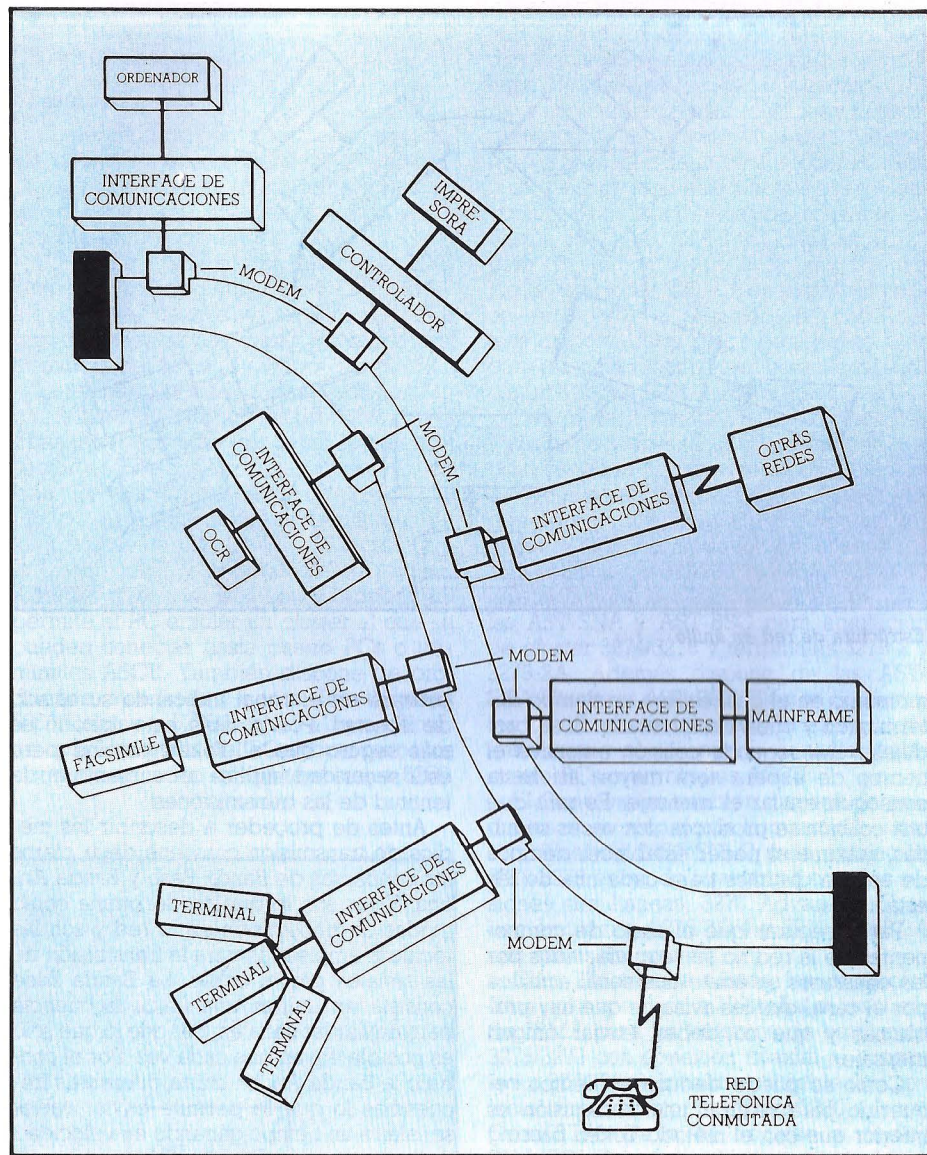 ORDENADOR
INTERFACE DE
COMUNICACIONES
IMPRE-
SORA
CONTROLADOR
MODEM
MODEM
INTERFACE DE
COMUNICACIONES
OCR
INTERFACE DE
COMUNICACIONES
OTRAS
REDES
MODEM
INTERFACE DE
COMUNICACIONES
MAINFRAME
INTERFACE DE
COMUNICACIONES
FACSIMILE
INTERFACE DE
COMUNICACIONES
TERMINAL
TERMINAL
TERMINAL
MODEM
RED
TELEFONICA
CONMUTADA